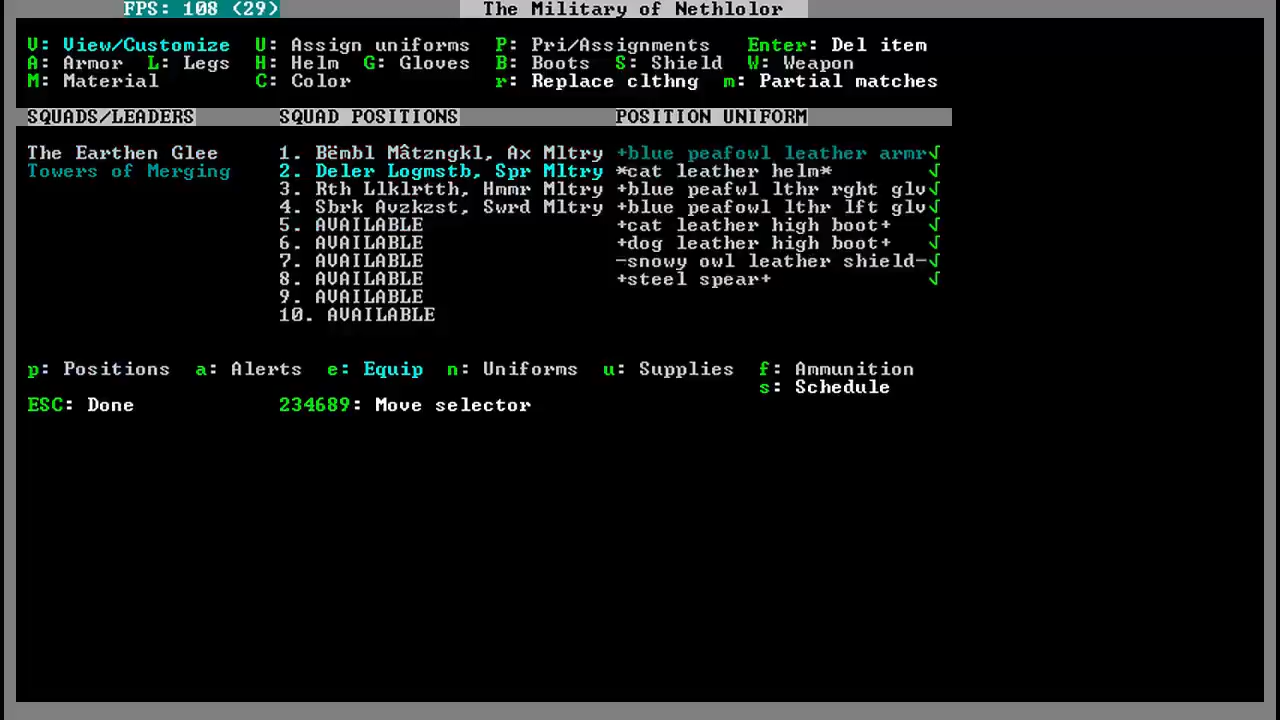 FPS: 108 (29) The Military of Nethlolor
V: View/Customize U: Assign uniforms P: Pri/Assignments Enter: Del item
A: Armor L: Legs H: Helm G: Gloves B: Boots S: Shield W: Weapon
M: Material C: Color r: Replace clthng m: Partial matches
SQUADS/LEADERS SQUAD POSITIONS POSITION UNIFORM
The Earthen Glee 1. Bëmbl Mâtzngkl, Ax Mltry +blue peafowl leather armr√
Towers of Merging 2. Deler Logmstb, Spr Mltry *cat leather helm* √
3. Rth Llklrtth, Hmmr Mltry +blue peafwl lthr rght glv√
4. Sbrk Avzkzst, Swrd Mltry +blue peafowl lthr lft glv√
5. AVAILABLE +cat leather high boot+ √
6. AVAILABLE +dog leather high boot+ √
7. AVAILABLE -snowy owl leather shield-√
8. AVAILABLE +steel spear+ √
9. AVAILABLE
10. AVAILABLE
p: Positions a: Alerts e: Equip n: Uniforms u: Supplies f: Ammunition
s: Schedule
ESC: Done 234689: Move selector